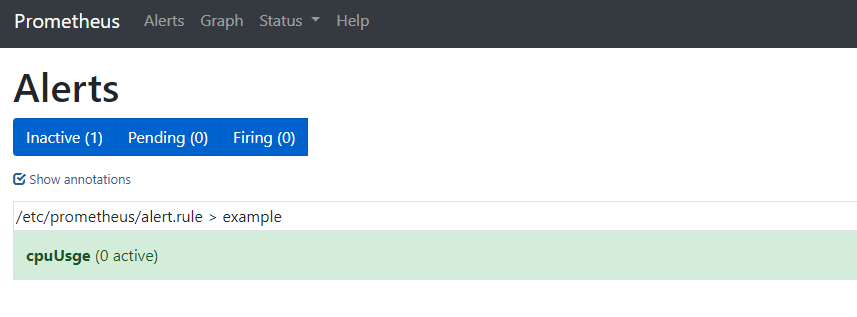 Prometheus Alerts Graph Status Help
Alerts
Inactive (1) Pending (0) Firing (0)
Show annotations
/etc/prometheus/alert.rule > example
cpuUsge (0 active)